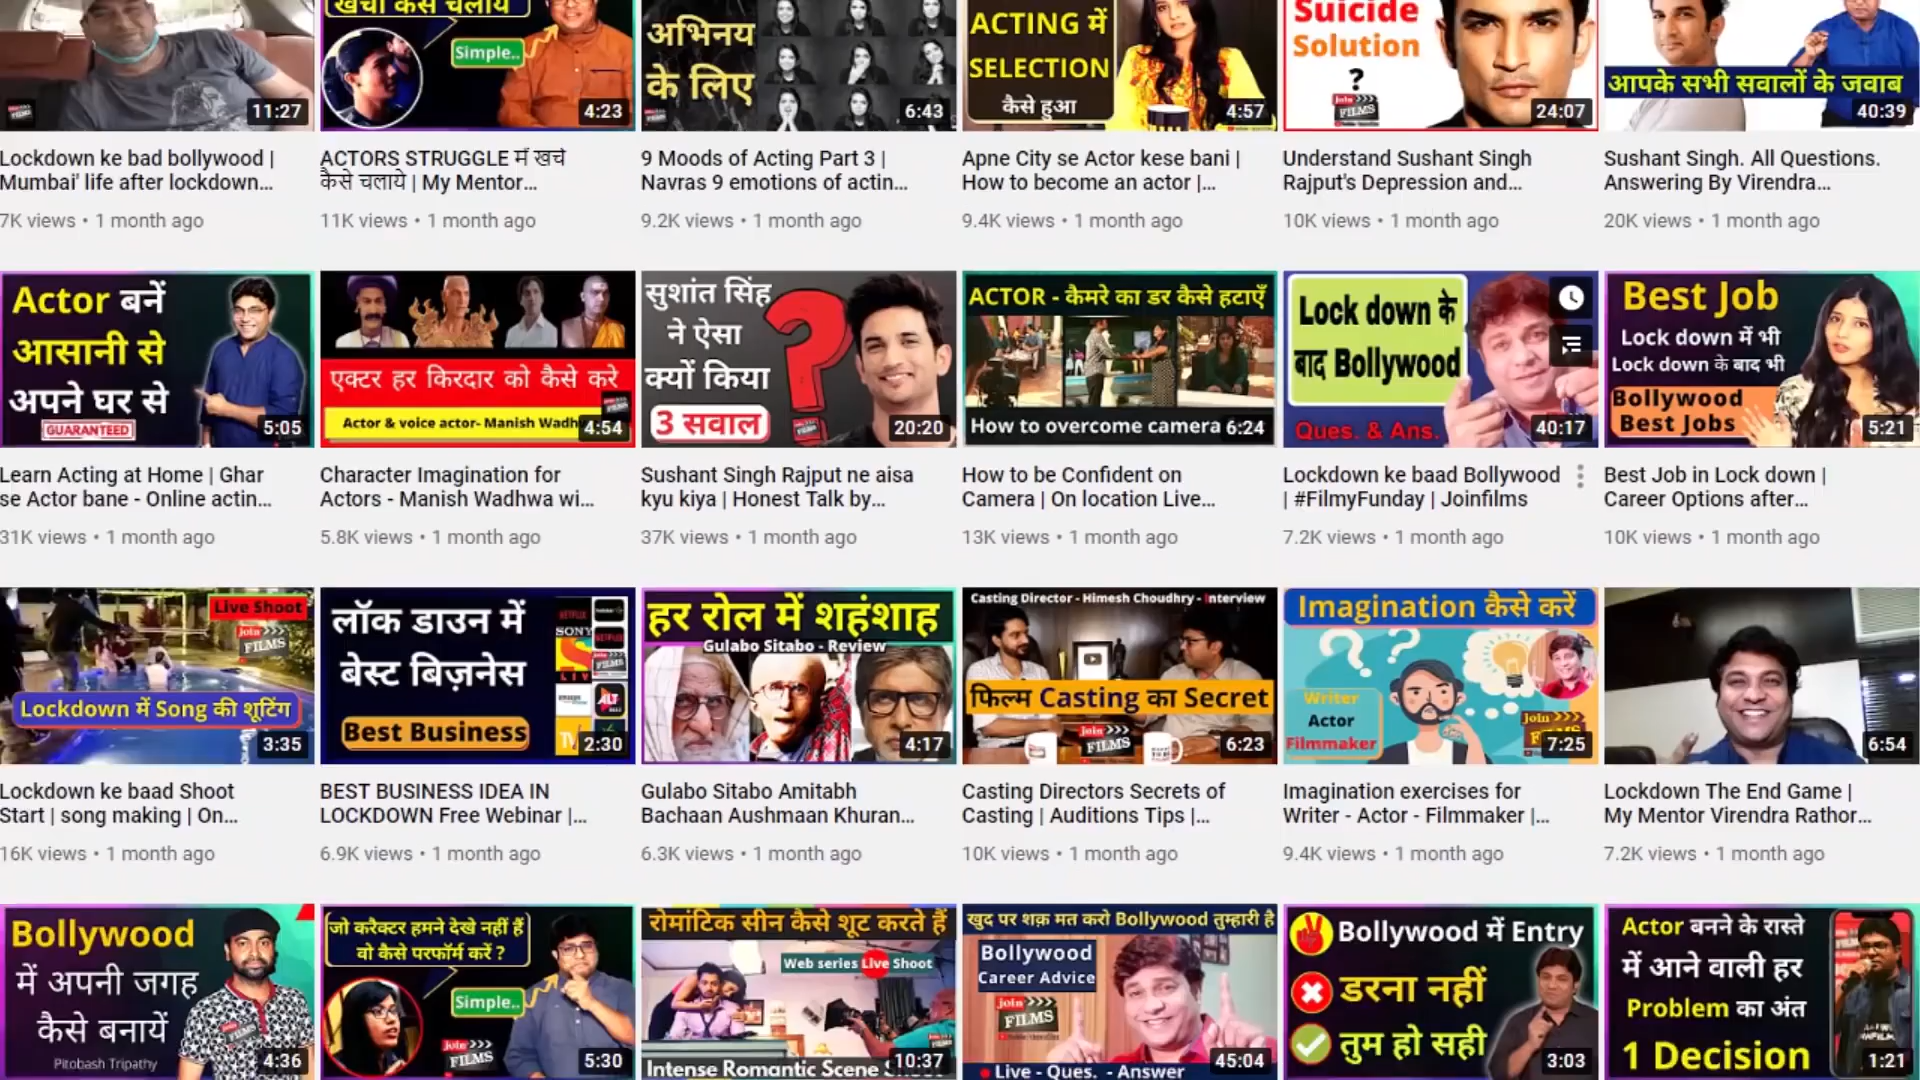 खर्चा कैसे चलाये
Simple..
11:27
4:23
अभिनय
के लिए
6:43
ACTING में
SELECTION
कैसे हुआ
4:57
Suicide
Solution
?
Join
FILMS
24:07
आपके सभी सवालों के जवाब
40:39
Lockdown ke bad bollywood |
Mumbai' life after lockdown...
7K views • 1 month ago
ACTORS STRUGGLE में खर्च
कैसे चलाये | My Mentor...
11K views • 1 month ago
9 Moods of Acting Part 3 |
Navras 9 emotions of actin...
9.2K views • 1 month ago
Apne City se Actor kese bani |
How to become an actor |...
9.4K views • 1 month ago
Understand Sushant Singh
Rajput's Depression and...
10K views • 1 month ago
Sushant Singh. All Questions.
Answering By Virendra...
20K views • 1 month ago
Actor बनें
आसानी से
अपने घर से
GUARANTEED
5:05
एक्टर हर किरदार को कैसे करे
Actor & voice actor- Manish Wadhw
4:54
सुशांत सिंह
ने ऐसा
क्यों किया
3 सवाल
?
20:20
ACTOR - कैमरे का डर कैसे हटाएँ
How to overcome camera
6:24
Lock down के
बाद Bollywood
Ques. & Ans.
40:17
Best Job
Lock down में भी
Lock down के बाद भी
Bollywood
Best Jobs
5:21
Learn Acting at Home | Ghar
se Actor bane - Online actin...
31K views • 1 month ago
Character Imagination for
Actors - Manish Wadhwa wi...
5.8K views • 1 month ago
Sushant Singh Rajput ne aisa
kyu kiya | Honest Talk by...
37K views • 1 month ago
How to be Confident on
Camera | On location Live...
13K views • 1 month ago
Lockdown ke baad Bollywood
| #FilmyFunday | Joinfilms
7.2K views • 1 month ago
Best Job in Lock down |
Career Options after...
10K views • 1 month ago
Live Shoot
Join
FILMS
Lockdown में Song की शूटिंग
3:35
लॉक डाउन में
बेस्ट बिज़नेस
Best Business
NETFLIX
SONY
LIV
ALT
2:30
हर रोल में शहंशाह
Gulabo Sitabo - Review
4:17
Casting Director - Himesh Choudhry - Interview
फिल्म Casting का Secret
Join
FILMS
6:23
Imagination कैसे करें
Writer
Actor
Filmmaker
Join
FILMS
7:25
6:54
Lockdown ke baad Shoot
Start | song making | On...
16K views • 1 month ago
BEST BUSINESS IDEA IN
LOCKDOWN Free Webinar |...
6.9K views • 1 month ago
Gulabo Sitabo Amitabh
Bachaan Aushmaan Khuran...
6.3K views • 1 month ago
Casting Directors Secrets of
Casting | Auditions Tips |...
10K views • 1 month ago
Imagination exercises for
Writer - Actor - Filmmaker |...
9.4K views • 1 month ago
Lockdown The End Game |
My Mentor Virendra Rathor...
7.2K views • 1 month ago
Bollywood
में अपनी जगह
कैसे बनायें
Pitobash Tripathy
FILMS
4:36
जो करैक्टर हमने देखे नहीं हैं
वो कैसे परफॉर्म करें ?
Simple..
Join
FILMS
5:30
रोमांटिक सीन कैसे शूट करते हैं
Web series Live Shoot
Intense Romantic Scene
10:37
खुद पर शक़ मत करो Bollywood तुम्हारी है
Bollywood
Career Advice
Join
FILMS
Live - Ques. - Answer
45:04
Bollywood में Entry
डरना नहीं
तुम हो सही
3:03
Actor बनने के रास्ते
में आने वाली हर
Problem का अंत
1 Decision
1:21